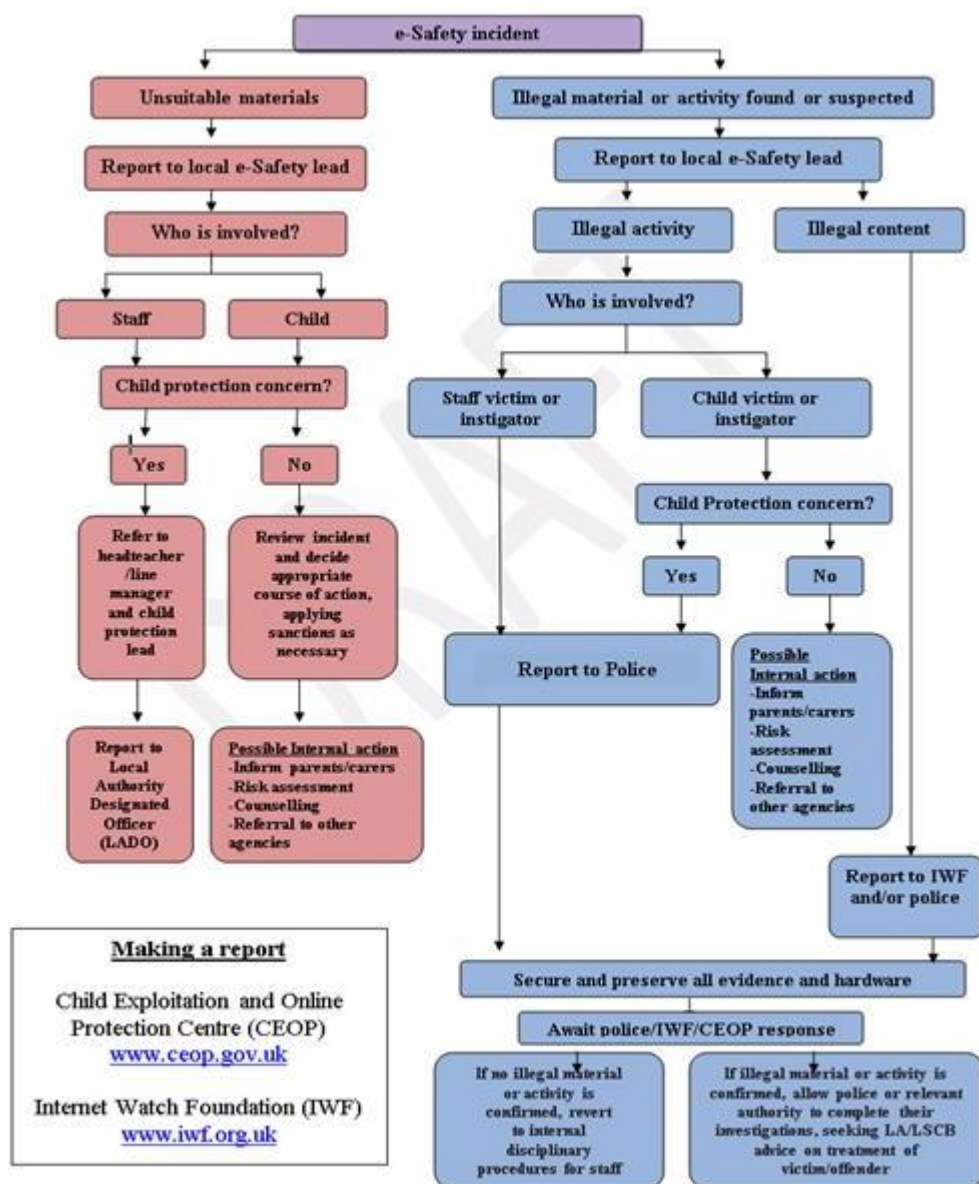 e-Safety incident
Unsuitable materials
Report to local e-Safety lead
Who is involved?
Staff
Child
Child protection concern?
Yes
No
Refer to
headteacher
/line
manager
and child
protection
lead
Review incident
and decide
appropriate
course of action,
applying
sanctions as
necessary
Report to
Local
Authority
Designated
Officer
(LADO)
Possible Internal action
-Inform parents/carers
-Risk assessment
-Counselling
-Referral to other
agencies
Illegal material or activity found or suspected
Report to local e-Safety lead
Illegal activity
Illegal content
Who is involved?
Staff victim or
instigator
Child victim or
instigator
Child Protection concern?
Yes
No
Report to Police
Possible
Internal action
-Inform
parents/carers
-Risk
assessment
-Counselling
-Referral to
other agencies
Report to IWF
and/or police
Secure and preserve all evidence and hardware
Await police/IWF/CEOP response
If no illegal material
or activity is
confirmed, revert
to internal
disciplinary
procedures for staff
If illegal material or activity is
confirmed, allow police or relevant
authority to complete their
investigations, seeking LA/LSCB
advice on treatment of
victim/offender
Making a report
Child Exploitation and Online
Protection Centre (CEOP)
www.ceop.gov.uk
Internet Watch Foundation (IWF)
www.iwf.org.uk
DRAFT